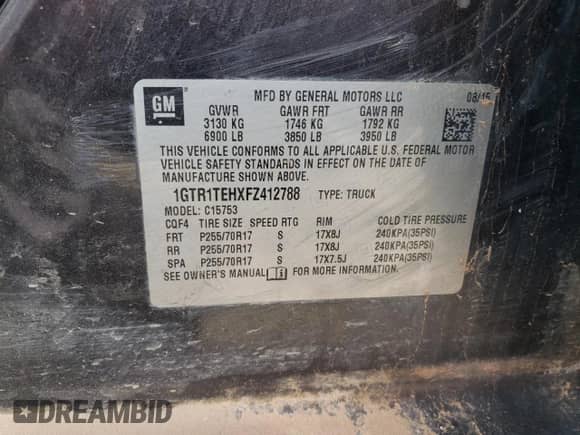 GM
MFD BY GENERAL MOTORS LLC 08/15
GVWR GAWR FRT GAWR RR
3130 KG 1746 KG 1792 KG
6900 LB 3850 LB 3950 LB
THIS VEHICLE CONFORMS TO ALL APPLICABLE U.S. FEDERAL MOTOR
VEHICLE SAFETY STANDARDS IN EFFECT ON THE DATE OF
MANUFACTURE SHOWN ABOVE.
1GTR1TEHXFZ412788 TYPE: TRUCK
MODEL: C15753
CQF4 TIRE SIZE SPEED RTG RIM COLD TIRE PRESSURE
FRT P255/70R17 S 17X8J 240KPA(35PSI)
RR P255/70R17 S 17X8J 240KPA(35PSI)
SPA P255/70R17 S 17X7.5J 240KPA(35PSI)
SEE OWNER'S MANUAL FOR MORE INFORMATION.
DREAMBID